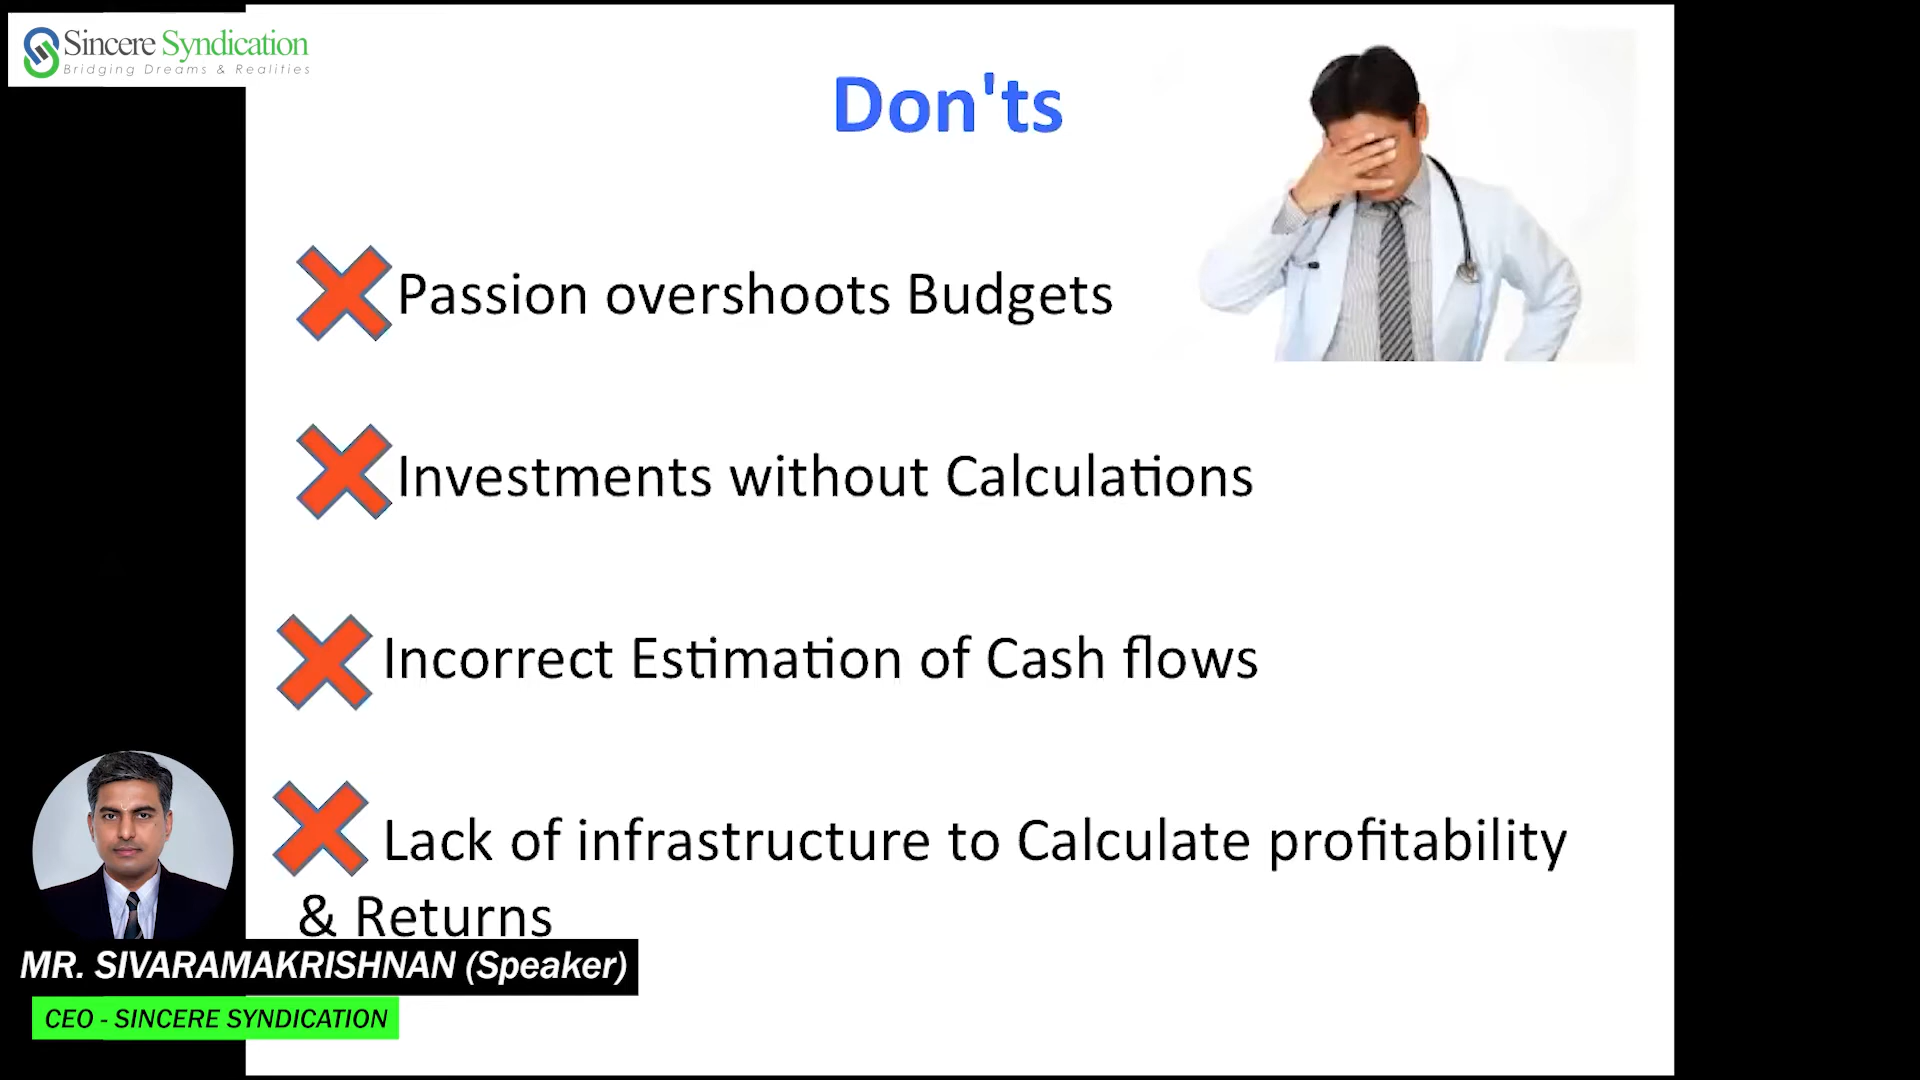 Sincere Syndication
Bridging Dreams & Realities
Don'ts
Passion overshoots Budgets
Investments without Calculations
Incorrect Estimation of Cash flows
Lack of infrastructure to Calculate profitability
& Returns
MR. SIVARAMAKRISHNAN (Speaker)
CEO - SINCERE SYNDICATION